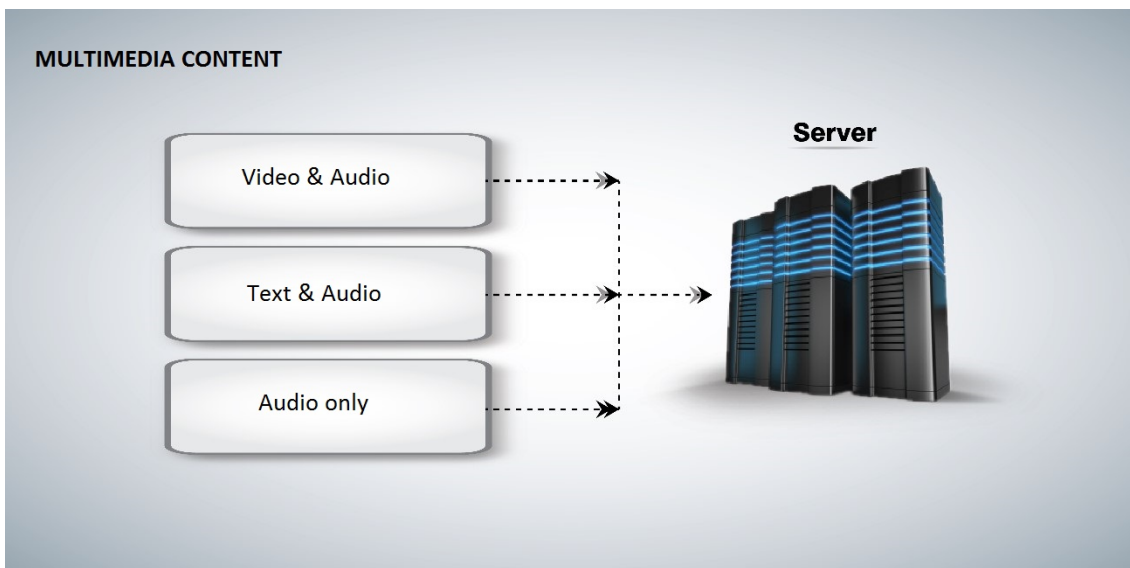 MULTIMEDIA CONTENT
Server
Video & Audio
Text & Audio
Audio only